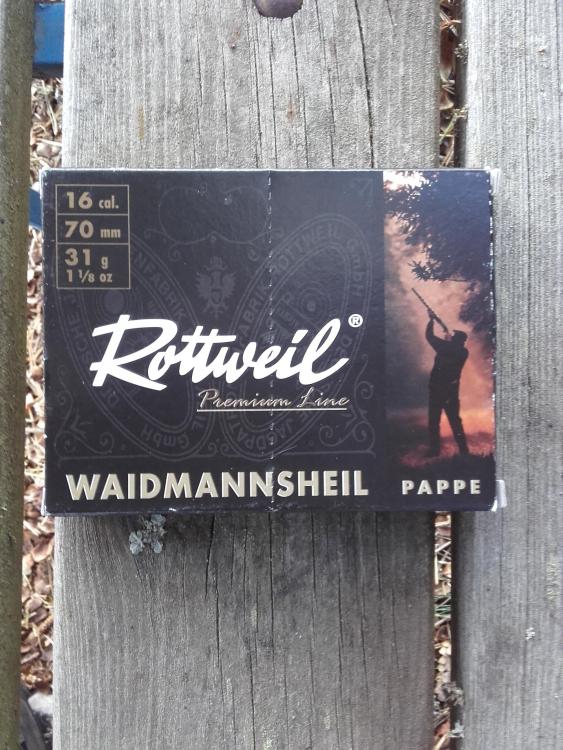 16 cal.
70 mm
31 g
1 1/8 oz
Rottweil®
Premium Line
WAIDMANNSHEIL
PAPPE